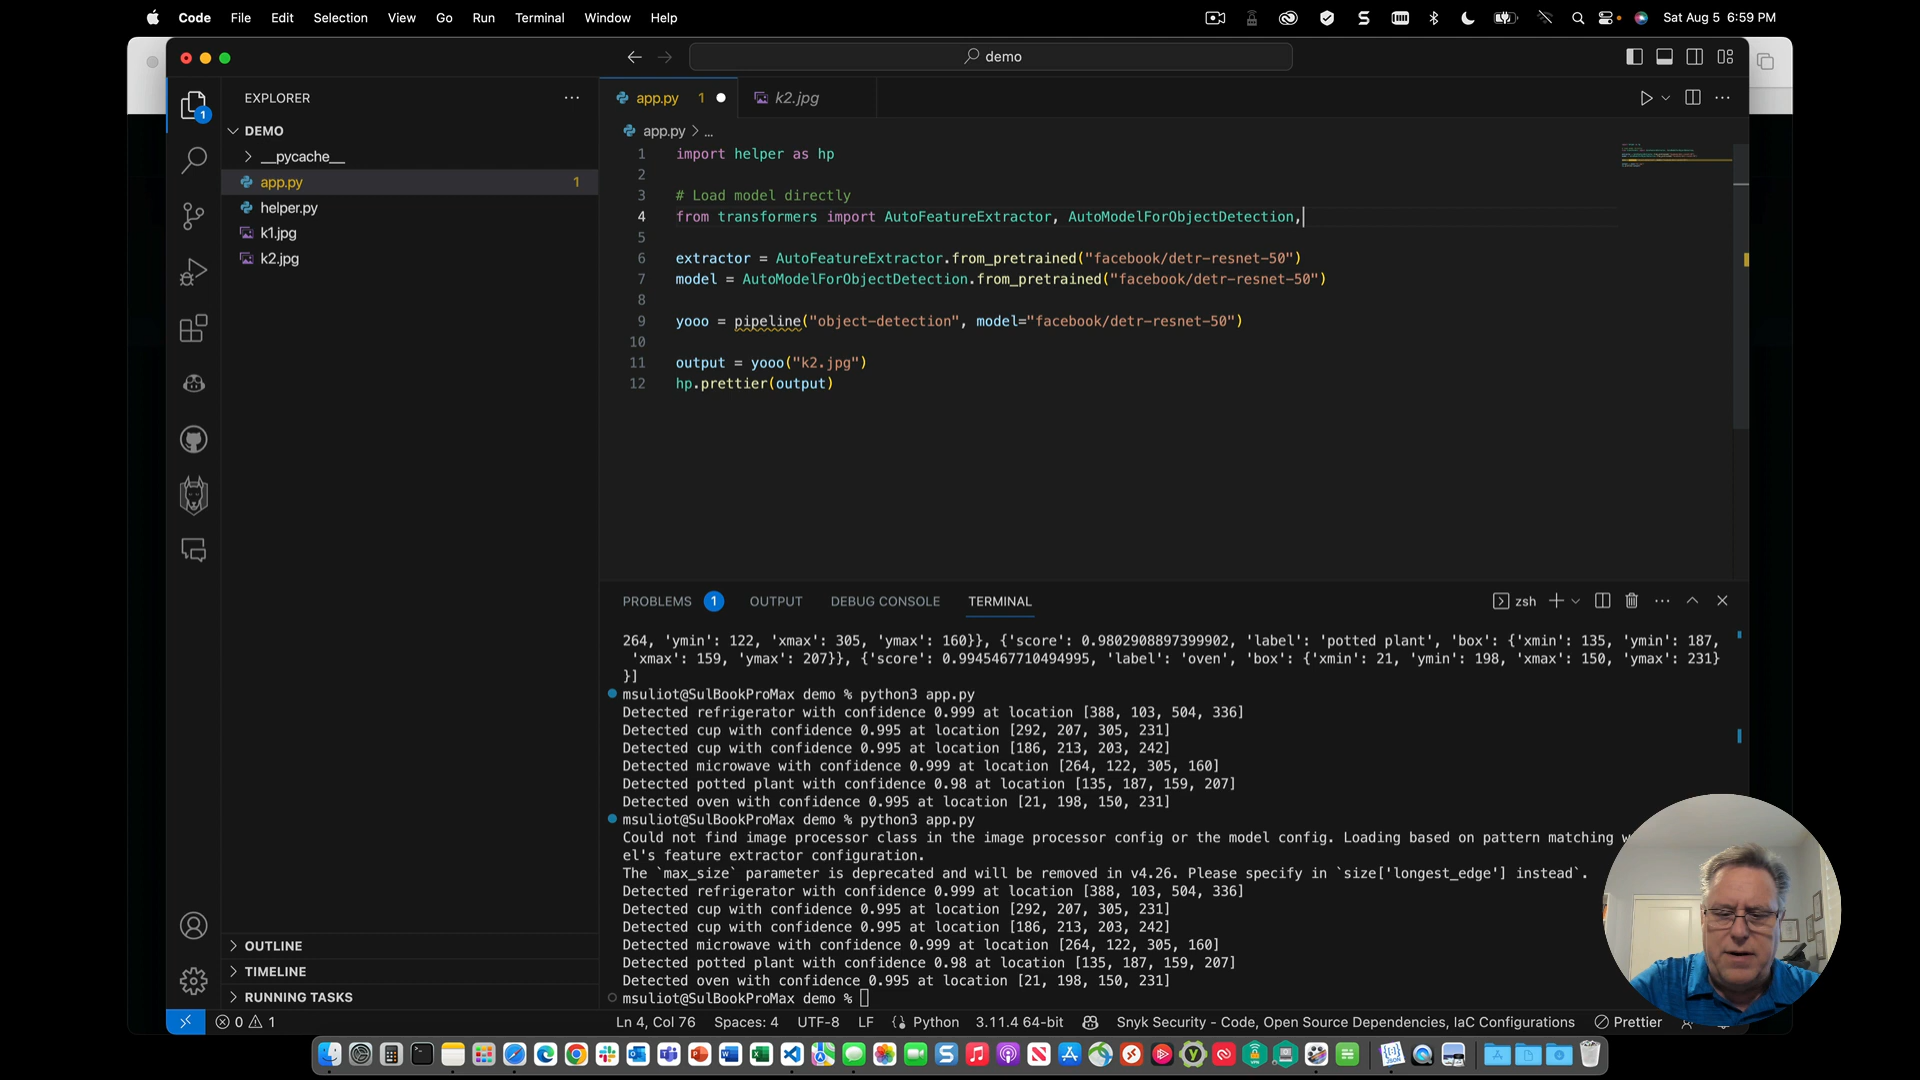 Code File Edit Selection View Go Run Terminal Window Help Sat Aug 5 6:59 PM
demo
EXPLORER
app.py 1 k2.jpg
DEMO
app.py > ...
__pycache__
app.py 1
helper.py
k1.jpg
k2.jpg
1 import helper as hp
2
3 # Load model directly
4 from transformers import AutoFeatureExtractor, AutoModelForObjectDetection,
5
6 extractor = AutoFeatureExtractor.from_pretrained("facebook/detr-resnet-50")
7 model = AutoModelForObjectDetection.from_pretrained("facebook/detr-resnet-50")
8
9 yooo = pipeline("object-detection", model="facebook/detr-resnet-50")
10
11 output = yooo("k2.jpg")
12 hp.prettier(output)
PROBLEMS 1 OUTPUT DEBUG CONSOLE TERMINAL zsh
264, 'ymin': 122, 'xmax': 305, 'ymax': 160}}, {'score': 0.9802908897399902, 'label': 'potted plant', 'box': {'xmin': 135, 'ymin': 187,
'xmax': 159, 'ymax': 207}}, {'score': 0.9945467710494995, 'label': 'oven', 'box': {'xmin': 21, 'ymin': 198, 'xmax': 150, 'ymax': 231}
}]
msuliot@SulBookProMax demo % python3 app.py
Detected refrigerator with confidence 0.999 at location [388, 103, 504, 336]
Detected cup with confidence 0.995 at location [292, 207, 305, 231]
Detected cup with confidence 0.995 at location [186, 213, 203, 242]
Detected microwave with confidence 0.999 at location [264, 122, 305, 160]
Detected potted plant with confidence 0.98 at location [135, 187, 159, 207]
Detected oven with confidence 0.995 at location [21, 198, 150, 231]
msuliot@SulBookProMax demo % python3 app.py
Could not find image processor class in the image processor config or the model config. Loading based on pattern matching w
el's feature extractor configuration.
The `max_size` parameter is deprecated and will be removed in v4.26. Please specify in `size['longest_edge'] instead`.
Detected refrigerator with confidence 0.999 at location [388, 103, 504, 336]
Detected cup with confidence 0.995 at location [292, 207, 305, 231]
Detected cup with confidence 0.995 at location [186, 213, 203, 242]
Detected microwave with confidence 0.999 at location [264, 122, 305, 160]
Detected potted plant with confidence 0.98 at location [135, 187, 159, 207]
Detected oven with confidence 0.995 at location [21, 198, 150, 231]
msuliot@SulBookProMax demo %
OUTLINE
TIMELINE
RUNNING TASKS
0 1 Ln 4, Col 76 Spaces: 4 UTF-8 LF Python 3.11.4 64-bit Snyk Security - Code, Open Source Dependencies, IaC Configurations Prettier